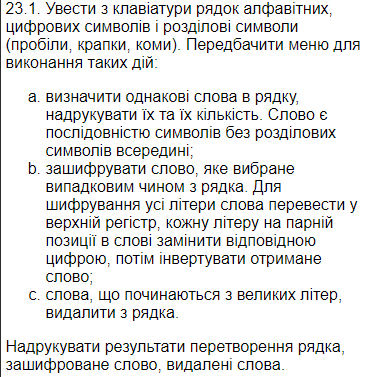 23.1. Увести з клавіатури рядок алфавітних,
цифрових символів і розділові символи
(пробіли, крапки, коми). Передбачити меню для
виконання таких дій:
a. визначити однакові слова в рядку,
надрукувати їх та їх кількість. Слово є
послідовністю символів без розділових
символів всередині;
b. зашифрувати слово, яке вибране
випадковим чином з рядка. Для
шифрування усі літери слова перевести у
верхній регістр, кожну літеру на парній
позиції в слові замінити відповідною
цифрою, потім інвертувати отримане
слово;
c. слова, що починаються з великих літер,
видалити з рядка.
Надрукувати результати перетворення рядка,
зашифроване слово, видалені слова.